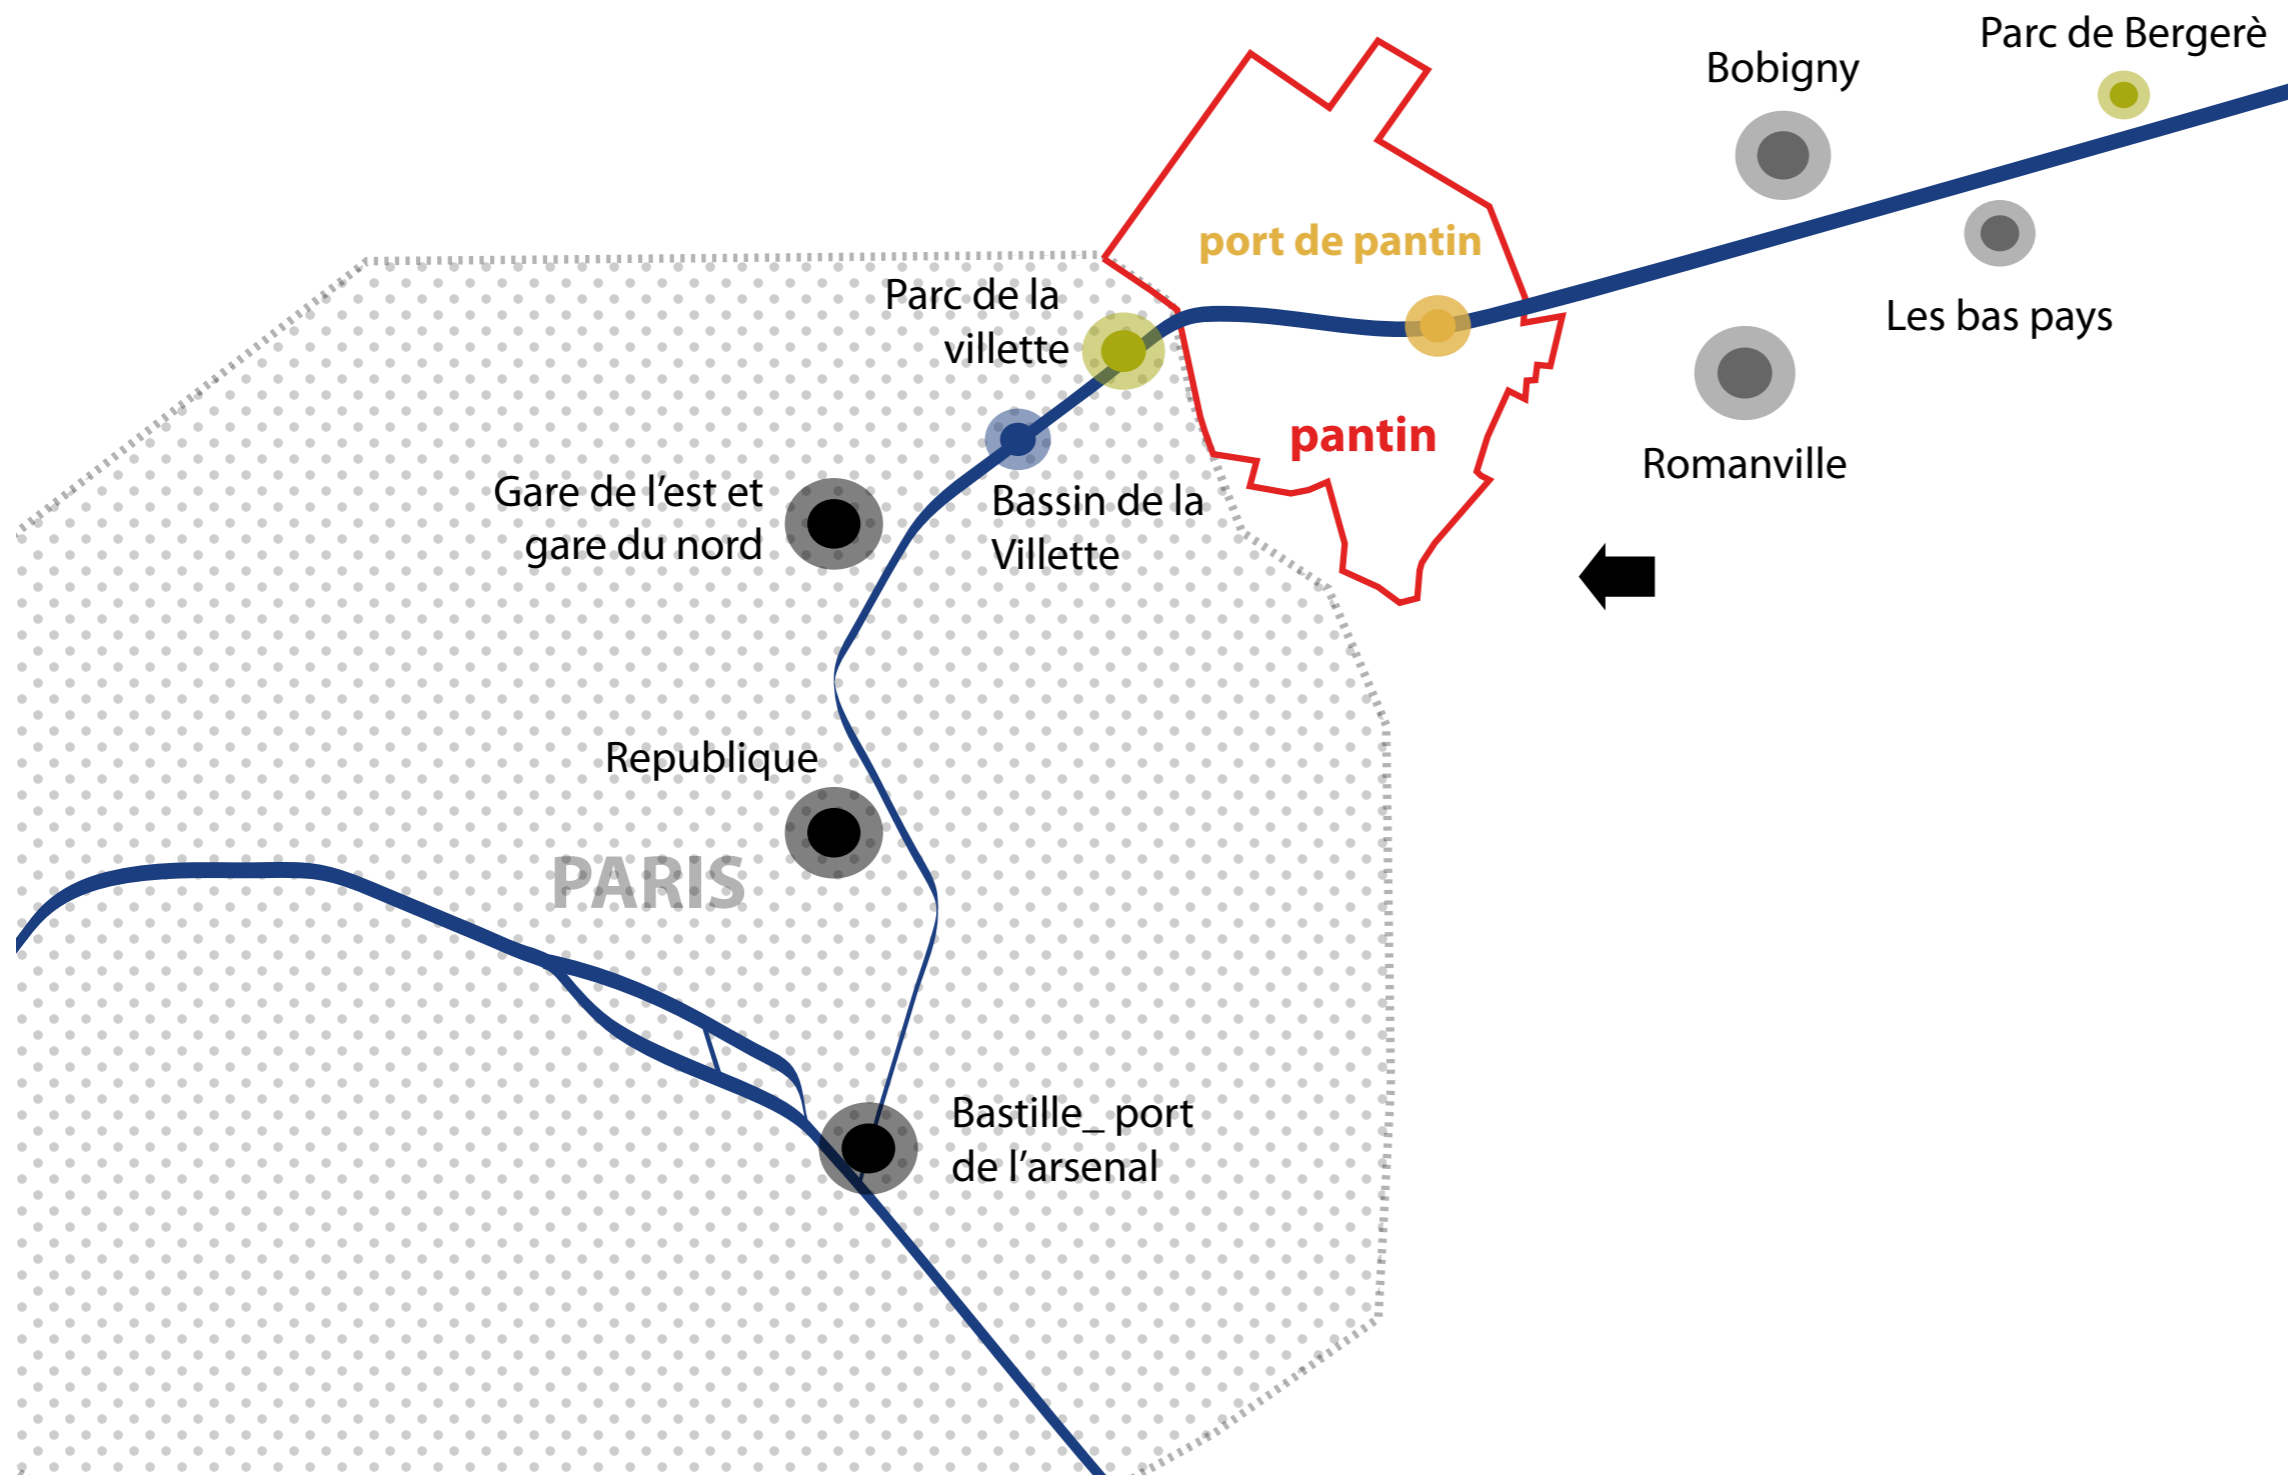 Parc de Bergerè
Bobigny
port de pantin
Parc de la
villette
Les bas pays
pantin
Romanville
Gare de l'est et
gare du nord
Bassin de la
Villette
Republique
PARIS
Bastille_ port
de l'arsenal